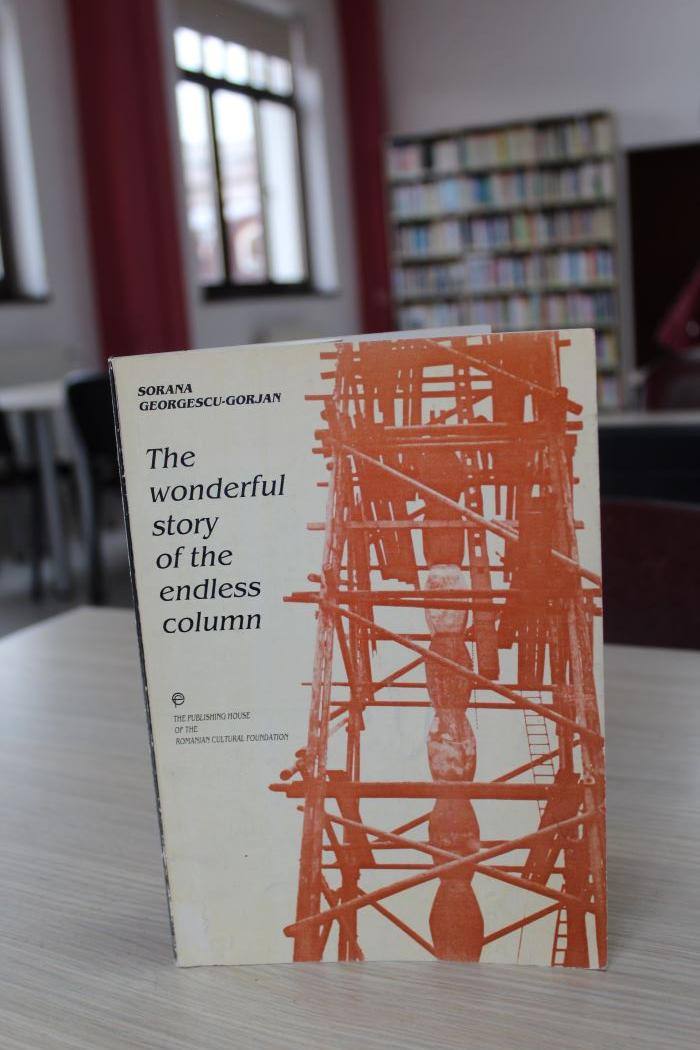 SORANA
GEORGESCU-GORJAN
The
wonderful
story
of the
endless
column
THE PUBLISHING HOUSE
OF THE
ROMANIAN CULTURAL FOUNDATION